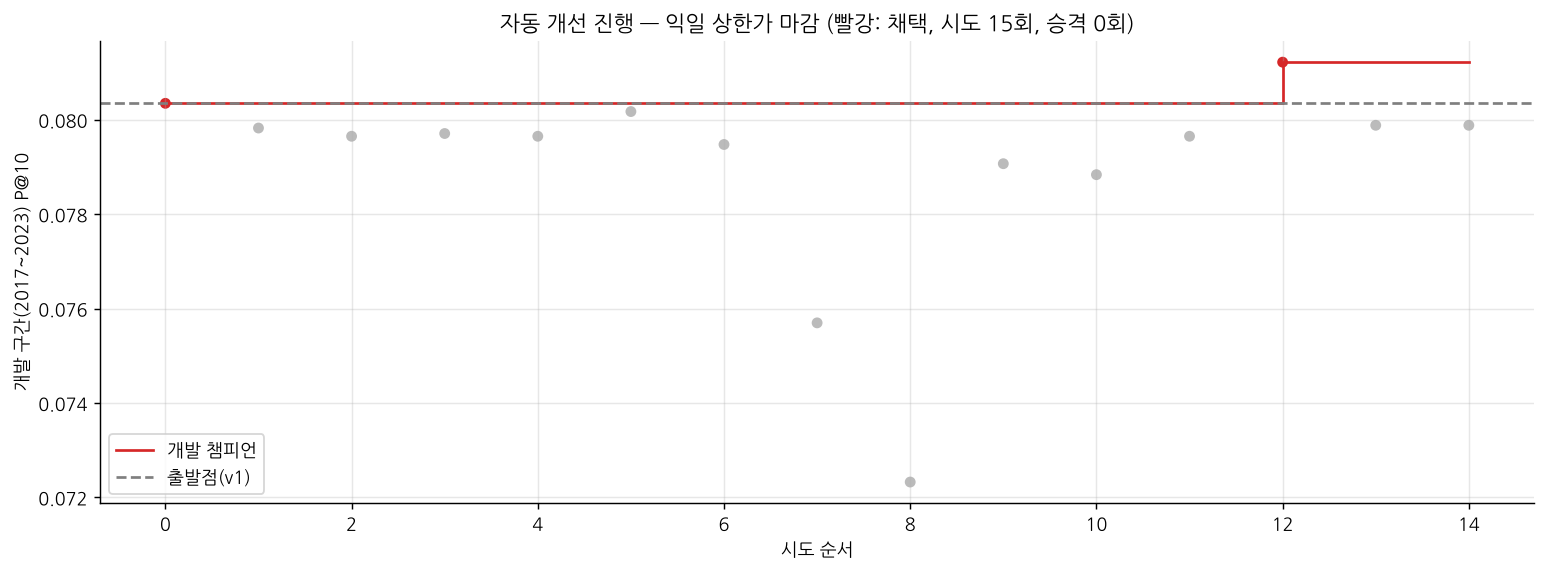 자동 개선 진행 — 익일 상한가 마감 (빨강: 채택, 시도 15회, 승격 0회)
개발 구간(2017~2023) P@10
0.080
0.078
0.076
0.074
0.072
개발 챔피언
출발점(v1)
0 2 4 6 8 10 12 14
시도 순서